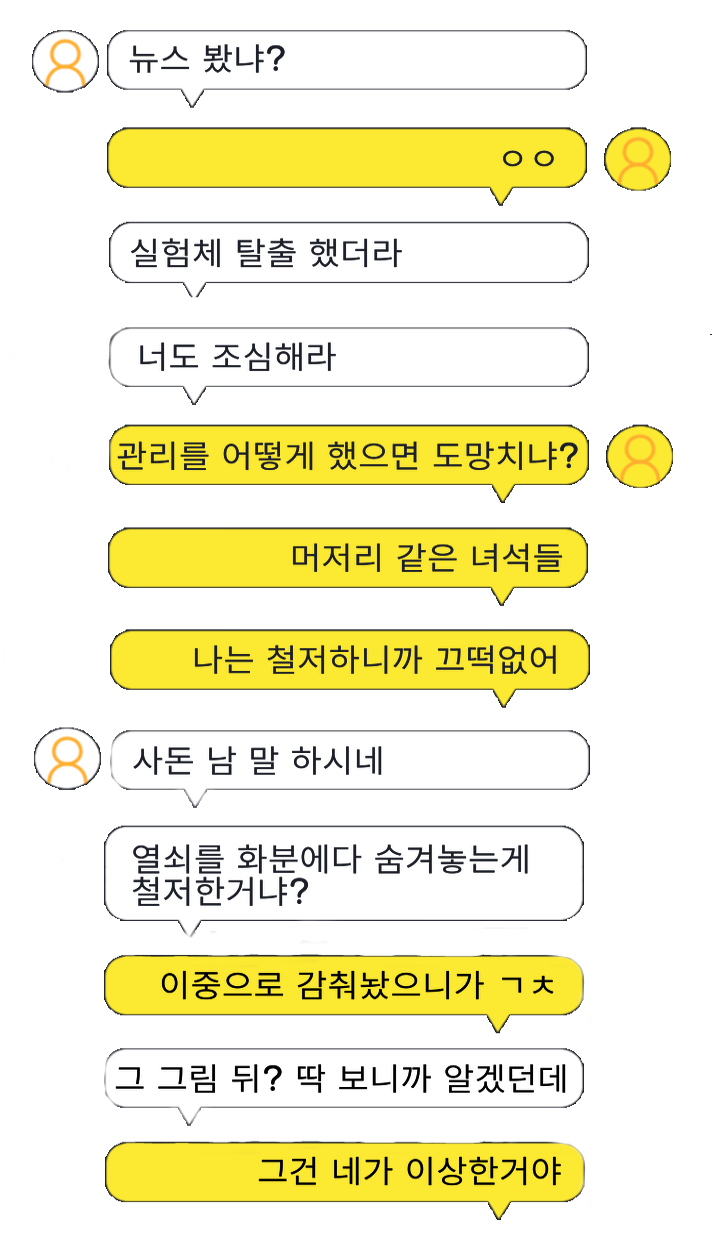 뉴스 봤냐?
ㅇㅇ
실험체 탈출 했더라
너도 조심해라
관리를 어떻게 했으면 도망치냐?
머저리 같은 녀석들
나는 철저하니까 끄떡없어
사돈 남 말 하시네
열쇠를 화분에다 숨겨놓는게
철저한거냐?
이중으로 감춰놨으니가 ㄱㅊ
그 그림 뒤? 딱 보니까 알겠던데
그건 네가 이상한거야